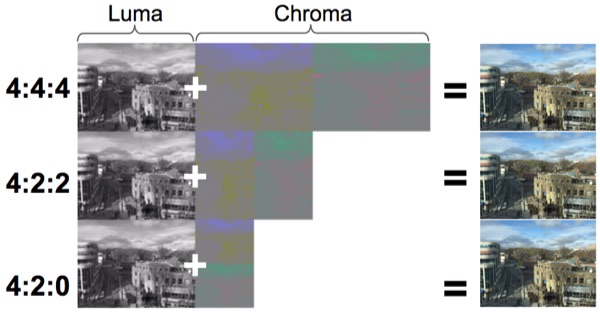 Luma Chroma
4:4:4 + =
4:2:2 + =
4:2:0 + =